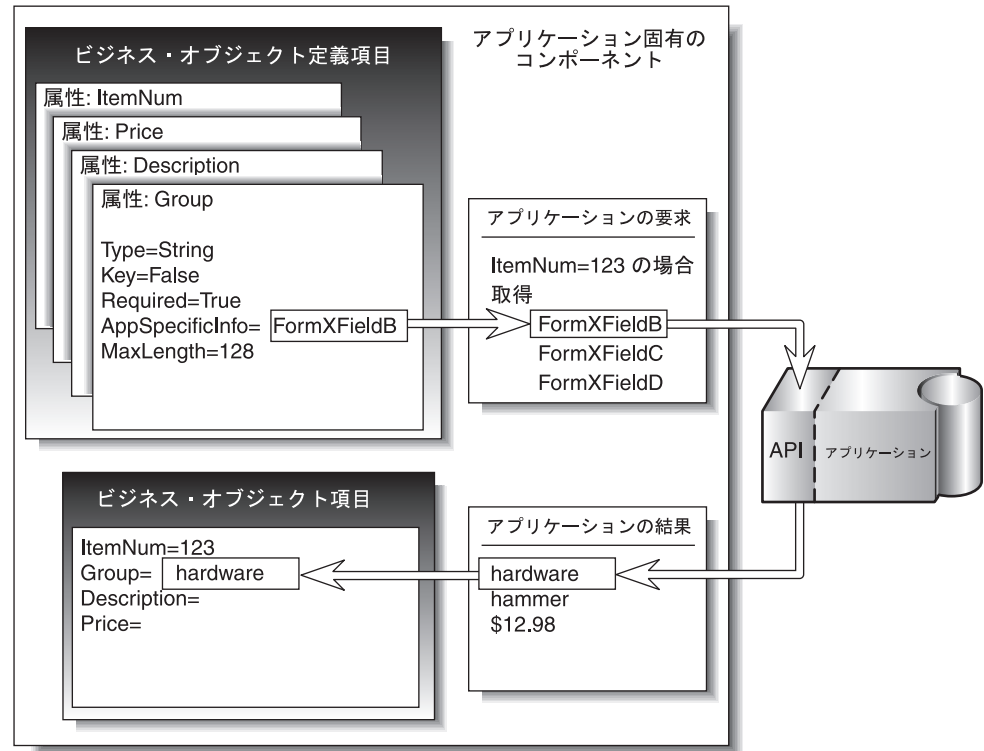 アプリケーション固有の
コンポーネント
ビジネス・オブジェクト定義項目
属性: ItemNum
属性: Price
属性: Description
属性: Group
Type=String
Key=False
Required=True
AppSpecificInfo= FormXFieldB
MaxLength=128
アプリケーションの要求
ItemNum=123 の場合
取得
FormXFieldB
FormXFieldC
FormXFieldD
API アプリケーション
ビジネス・オブジェクト項目
ItemNum=123
Group= hardware
Description=
Price=
アプリケーションの結果
hardware
hammer
$12.98